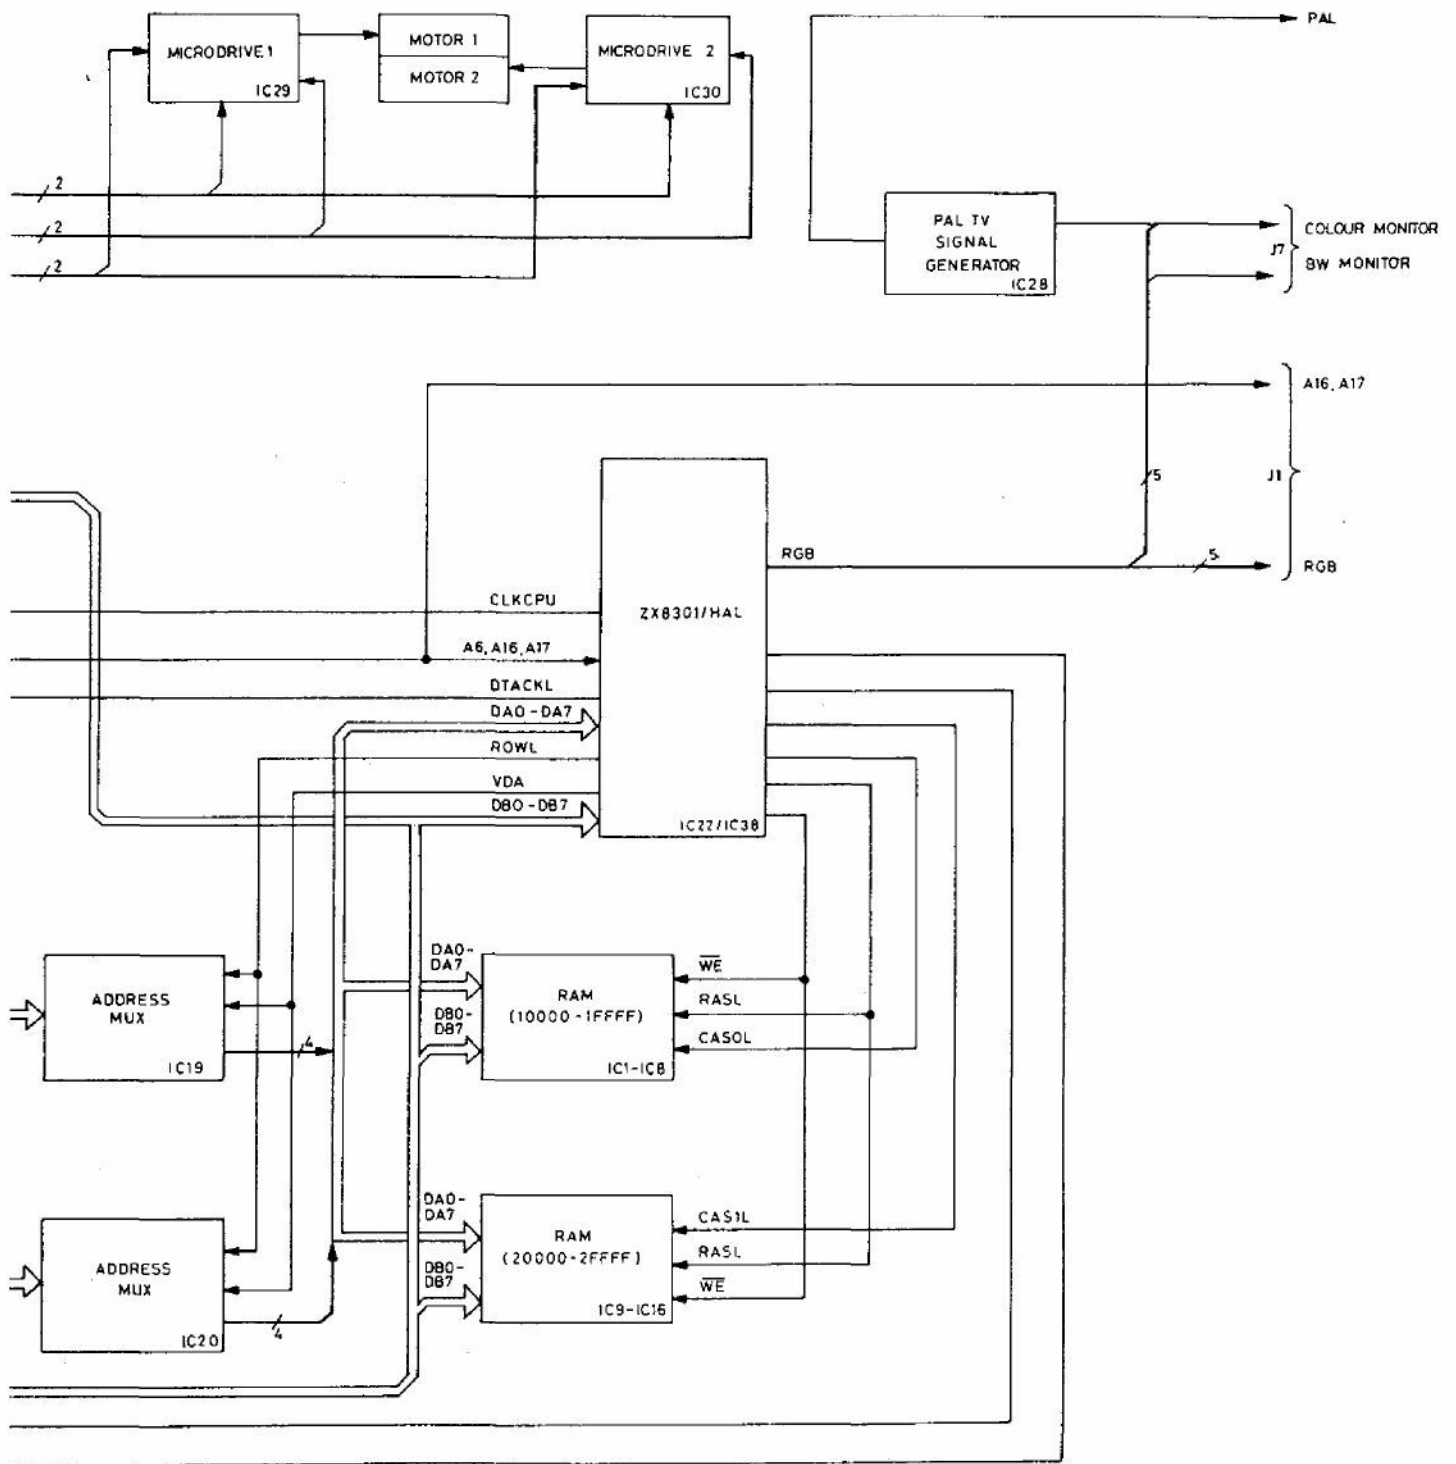 PAL
MICRODRIVE 1
IC29
MOTOR 1
MOTOR 2
MICRODRIVE 2
IC30
2
2
2
PAL TV
SIGNAL
GENERATOR
IC28
COLOUR MONITOR
J7
BW MONITOR
A16, A17
J1
5
RGB
5
RGB
CLKCPU
ZX8301/HAL
A6, A16, A17
DTACKL
DA0-DA7
ROWL
VDA
DB0-DB7
IC22/IC38
ADDRESS
MUX
IC19
4
DA0-
DA7
DB0-
DB7
RAM
(10000-1FFFF)
IC1-IC8
WE
RASL
CAS0L
ADDRESS
MUX
IC20
4
DA0-
DA7
DB0-
DB7
RAM
(20000-2FFFF)
IC9-IC16
CAS1L
RASL
WE